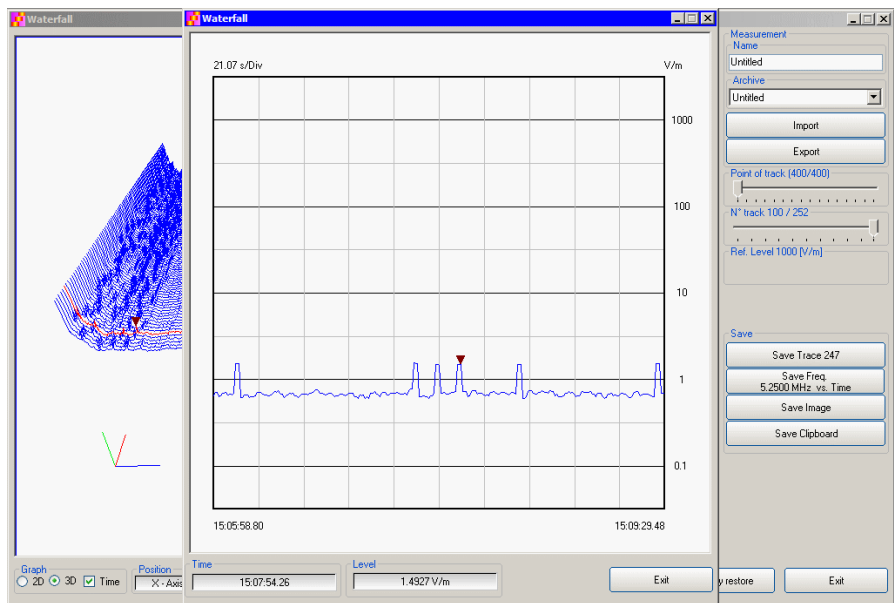 Waterfall
Waterfall
21.07 s/Div
V/m
1000
100
10
1
0.1
15:05:58.80
15:09:29.48
Time
15:07:54.26
Level
1.4927 V/m
Exit
Graph
2D
3D
Time
Position
Measurement
Name
Untitled
Archive
Untitled
Import
Export
Point of track (400/400)
N° track 100 / 252
Ref. Level 1000 [V/m]
Save
Save Trace 247
Save Freq.
5.2500 MHz vs. Time
Save Image
Save Clipboard
restore
Exit